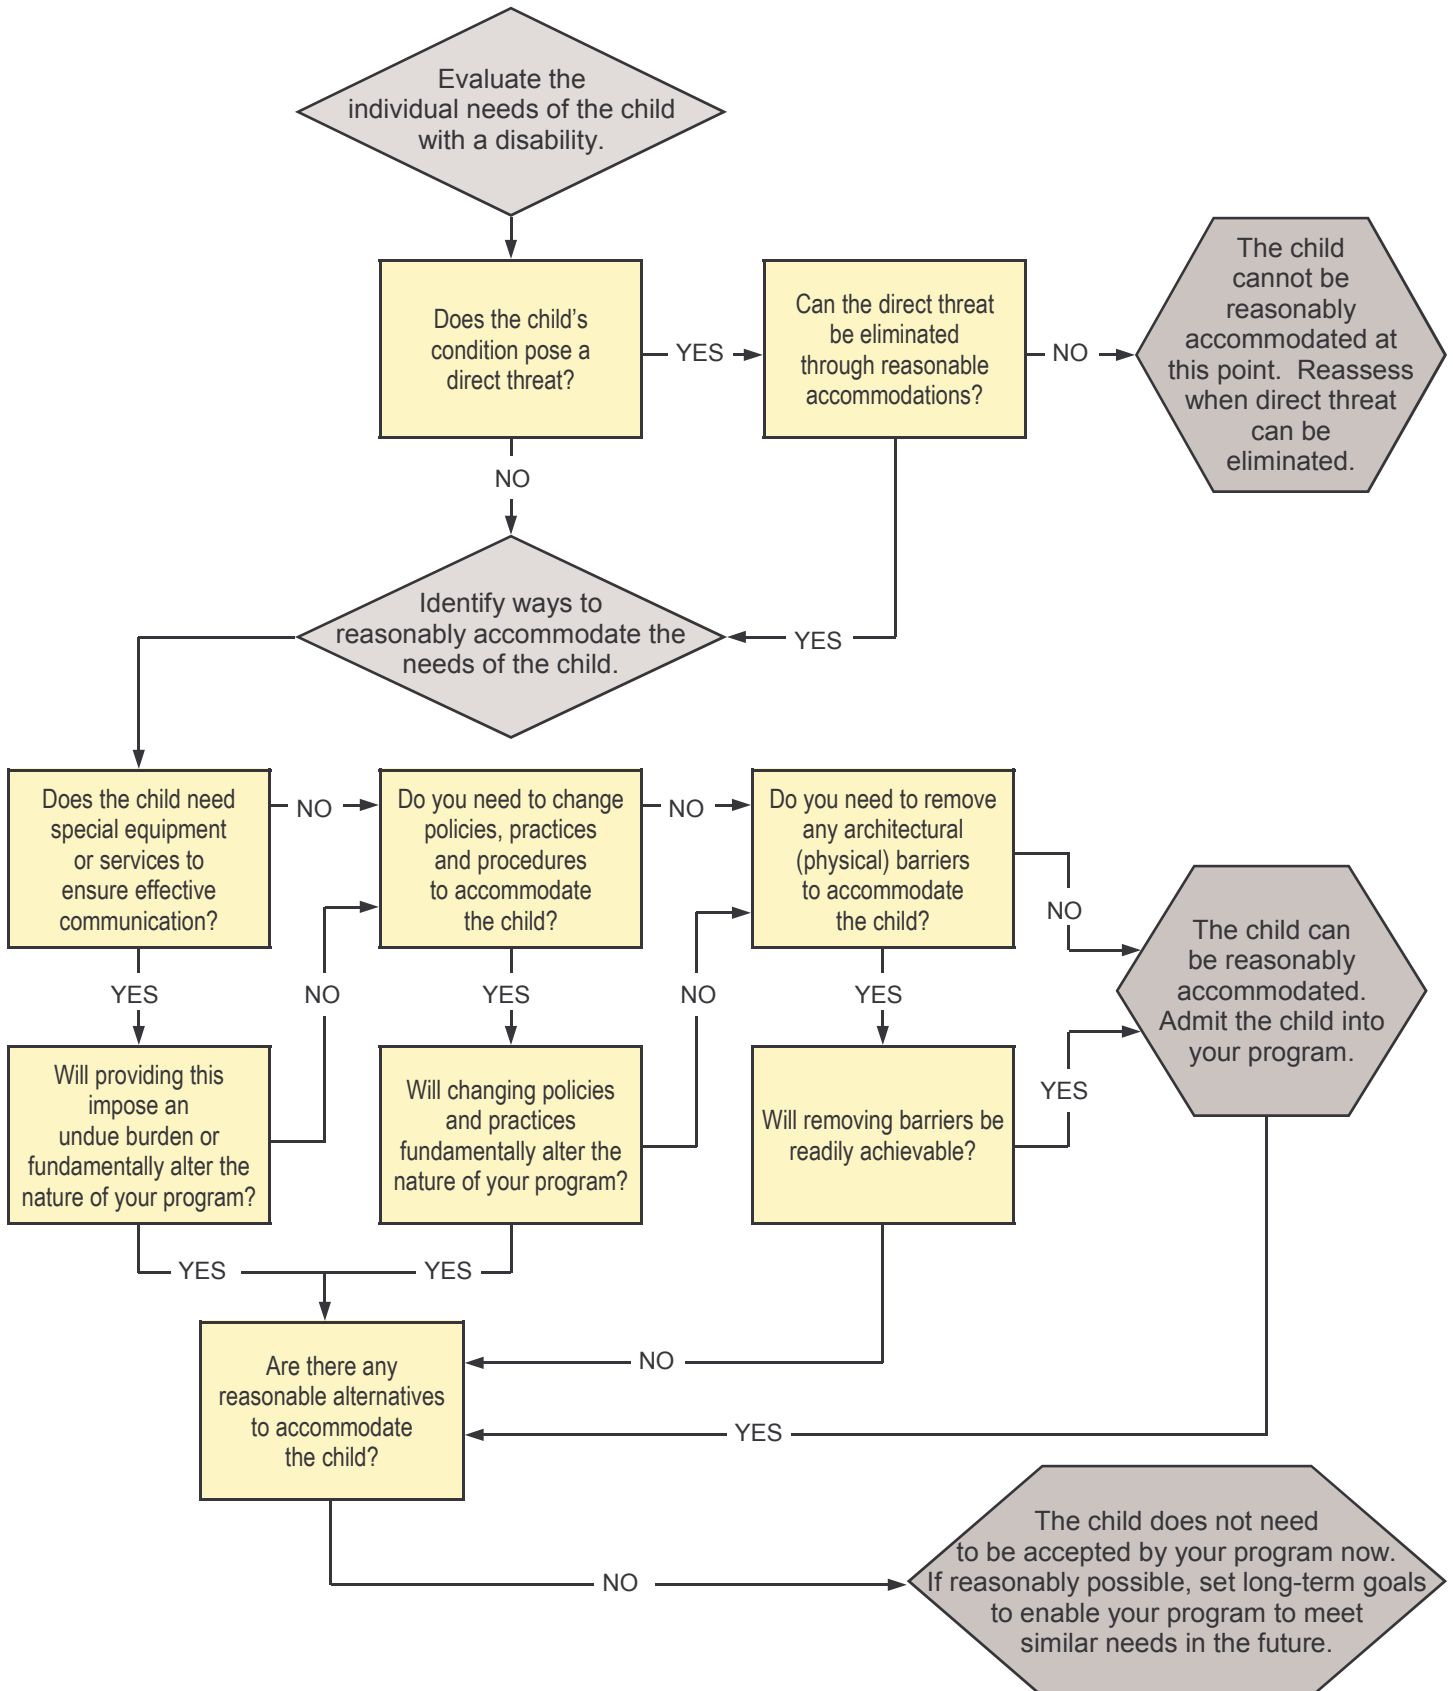 Evaluate the
individual needs of the child
with a disability.
Does the child’s
condition pose a
direct threat?
YES
Can the direct threat
be eliminated
through reasonable
accommodations?
NO
The child
cannot be
reasonably
accommodated at
this point. Reassess
when direct threat
can be
eliminated.
NO
Identify ways to
reasonably accommodate the
needs of the child.
YES
Does the child need
special equipment
or services to
ensure effective
communication?
NO
Do you need to change
policies, practices
and procedures
to accommodate
the child?
NO
Do you need to remove
any architectural
(physical) barriers
to accommodate
the child?
NO
The child can
be reasonably
accommodated.
Admit the child into
your program.
YES
NO
YES
NO
YES
Will providing this
impose an
undue burden or
fundamentally alter the
nature of your program?
Will changing policies
and practices
fundamentally alter the
nature of your program?
Will removing barriers be
readily achievable?
YES
YES
YES
Are there any
reasonable alternatives
to accommodate
the child?
NO
YES
NO
The child does not need
to be accepted by your program now.
If reasonably possible, set long-term goals
to enable your program to meet
similar needs in the future.